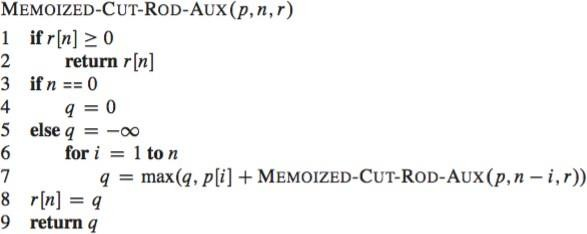 MEMOIZED-CUT-ROD-AUX(p, n, r)
1 if r[n] ≥ 0
2 return r[n]
3 if n == 0
4 q = 0
5 else q = −∞
6 for i = 1 to n
7 q = max(q, p[i] + MEMOIZED-CUT-ROD-AUX(p, n − i, r))
8 r[n] = q
9 return q